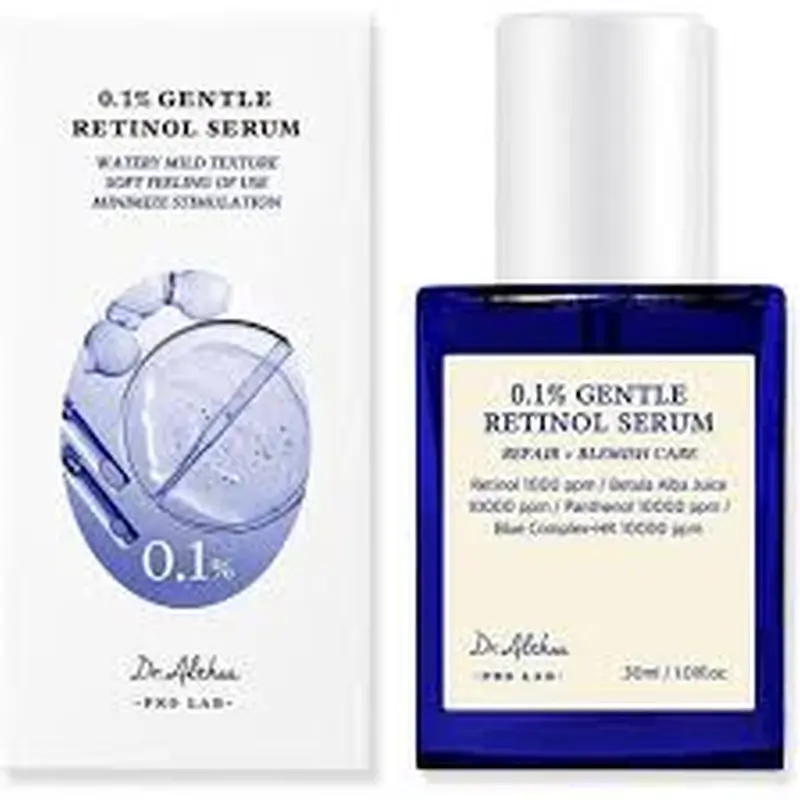 0.1% GENTLE
RETINOL SERUM
WATERY MILD TEXTURE
SOFT FEELING OF USE
MINIMIZE STIMULATION
0.1%
Dr.Althea
-PRO LAB-
0.1% GENTLE
RETINOL SERUM
REPAIR + BLEMISH CARE
Retinol 1000 ppm / Betula Alba Juice
10000 ppm / Panthenol 10000 ppm /
Blue Complex-HR 10000 ppm
Dr.Althea
-PRO LAB-
30ml / 1.0fl.oz